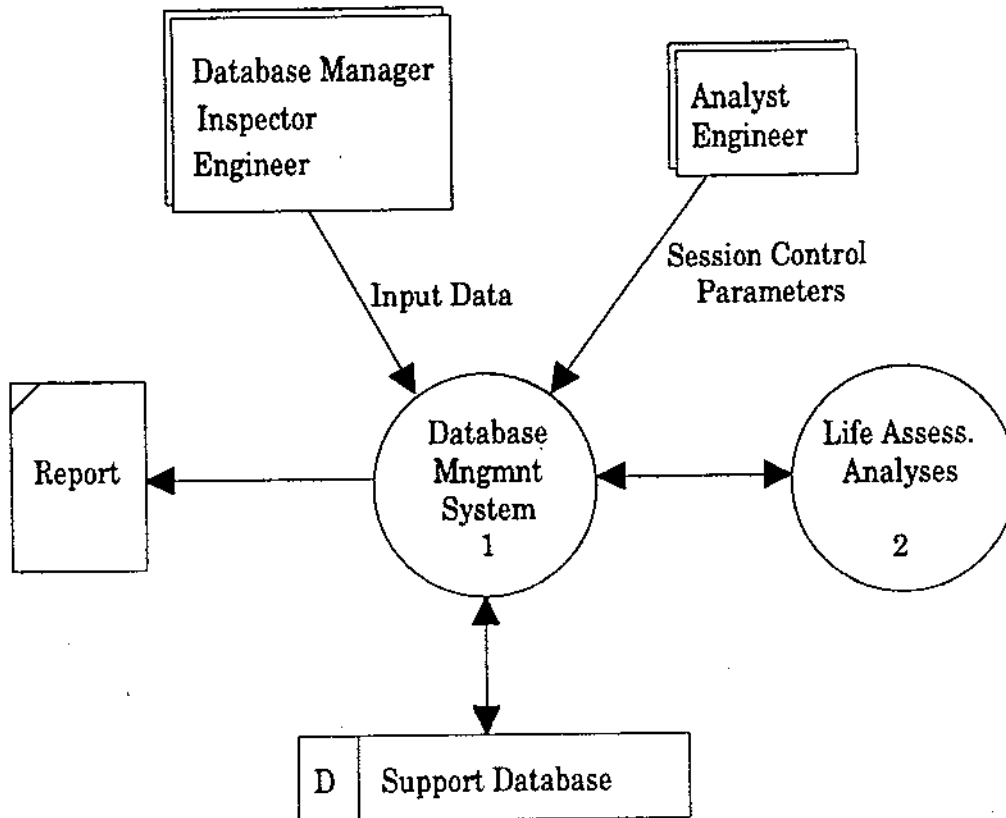 Database Manager
Inspector
Engineer
Analyst
Engineer
Input Data
Session Control
Parameters
Report
Database
Mngmnt
System
1
Life Assess.
Analyses
2
D
Support Database